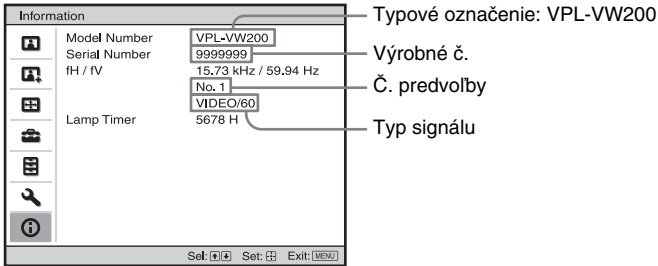 Information
Model Number VPL-VW200
Serial Number 9999999
fH / fV 15.73 kHz / 59.94 Hz
No. 1
VIDEO/60
Lamp Timer 5678 H
Sel: Set: Exit: MENU
Typové označenie: VPL-VW200
Výrobné č.
Č. predvoľby
Typ signálu